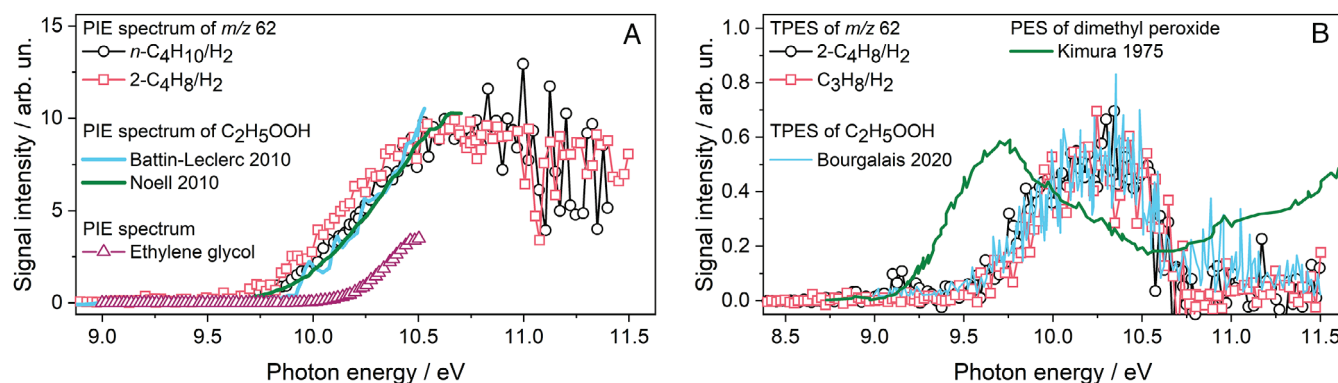 A
PIE spectrum of m/z 62
n-C₄H₁₀/H₂
2-C₄H₈/H₂
PIE spectrum of C₂H₅OOH
Battin-Leclerc 2010
Noell 2010
PIE spectrum
Ethylene glycol
Signal intensity / arb. un.
15
10
5
0
9.0 9.5 10.0 10.5 11.0 11.5
Photon energy / eV
B
TPES of m/z 62
2-C₄H₈/H₂
C₃H₈/H₂
TPES of C₂H₅OOH
Bourgalais 2020
PES of dimethyl peroxide
Kimura 1975
Signal intensity / arb. un.
1.0
0.8
0.6
0.4
0.2
0.0
8.5 9.0 9.5 10.0 10.5 11.0 11.5
Photon energy / eV